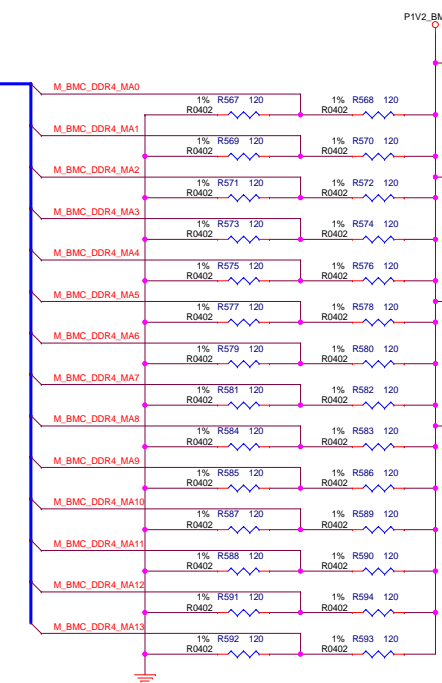 P1V2_BM
M_BMC_DDR4_MA0
1% R567 120 1% R568 120
R0402 R0402
M_BMC_DDR4_MA1
1% R569 120 1% R570 120
R0402 R0402
M_BMC_DDR4_MA2
1% R571 120 1% R572 120
R0402 R0402
M_BMC_DDR4_MA3
1% R573 120 1% R574 120
R0402 R0402
M_BMC_DDR4_MA4
1% R575 120 1% R576 120
R0402 R0402
M_BMC_DDR4_MA5
1% R577 120 1% R578 120
R0402 R0402
M_BMC_DDR4_MA6
1% R579 120 1% R580 120
R0402 R0402
M_BMC_DDR4_MA7
1% R581 120 1% R582 120
R0402 R0402
M_BMC_DDR4_MA8
1% R584 120 1% R583 120
R0402 R0402
M_BMC_DDR4_MA9
1% R585 120 1% R586 120
R0402 R0402
M_BMC_DDR4_MA10
1% R587 120 1% R589 120
R0402 R0402
M_BMC_DDR4_MA11
1% R588 120 1% R590 120
R0402 R0402
M_BMC_DDR4_MA12
1% R591 120 1% R594 120
R0402 R0402
M_BMC_DDR4_MA13
1% R592 120 1% R593 120
R0402 R0402